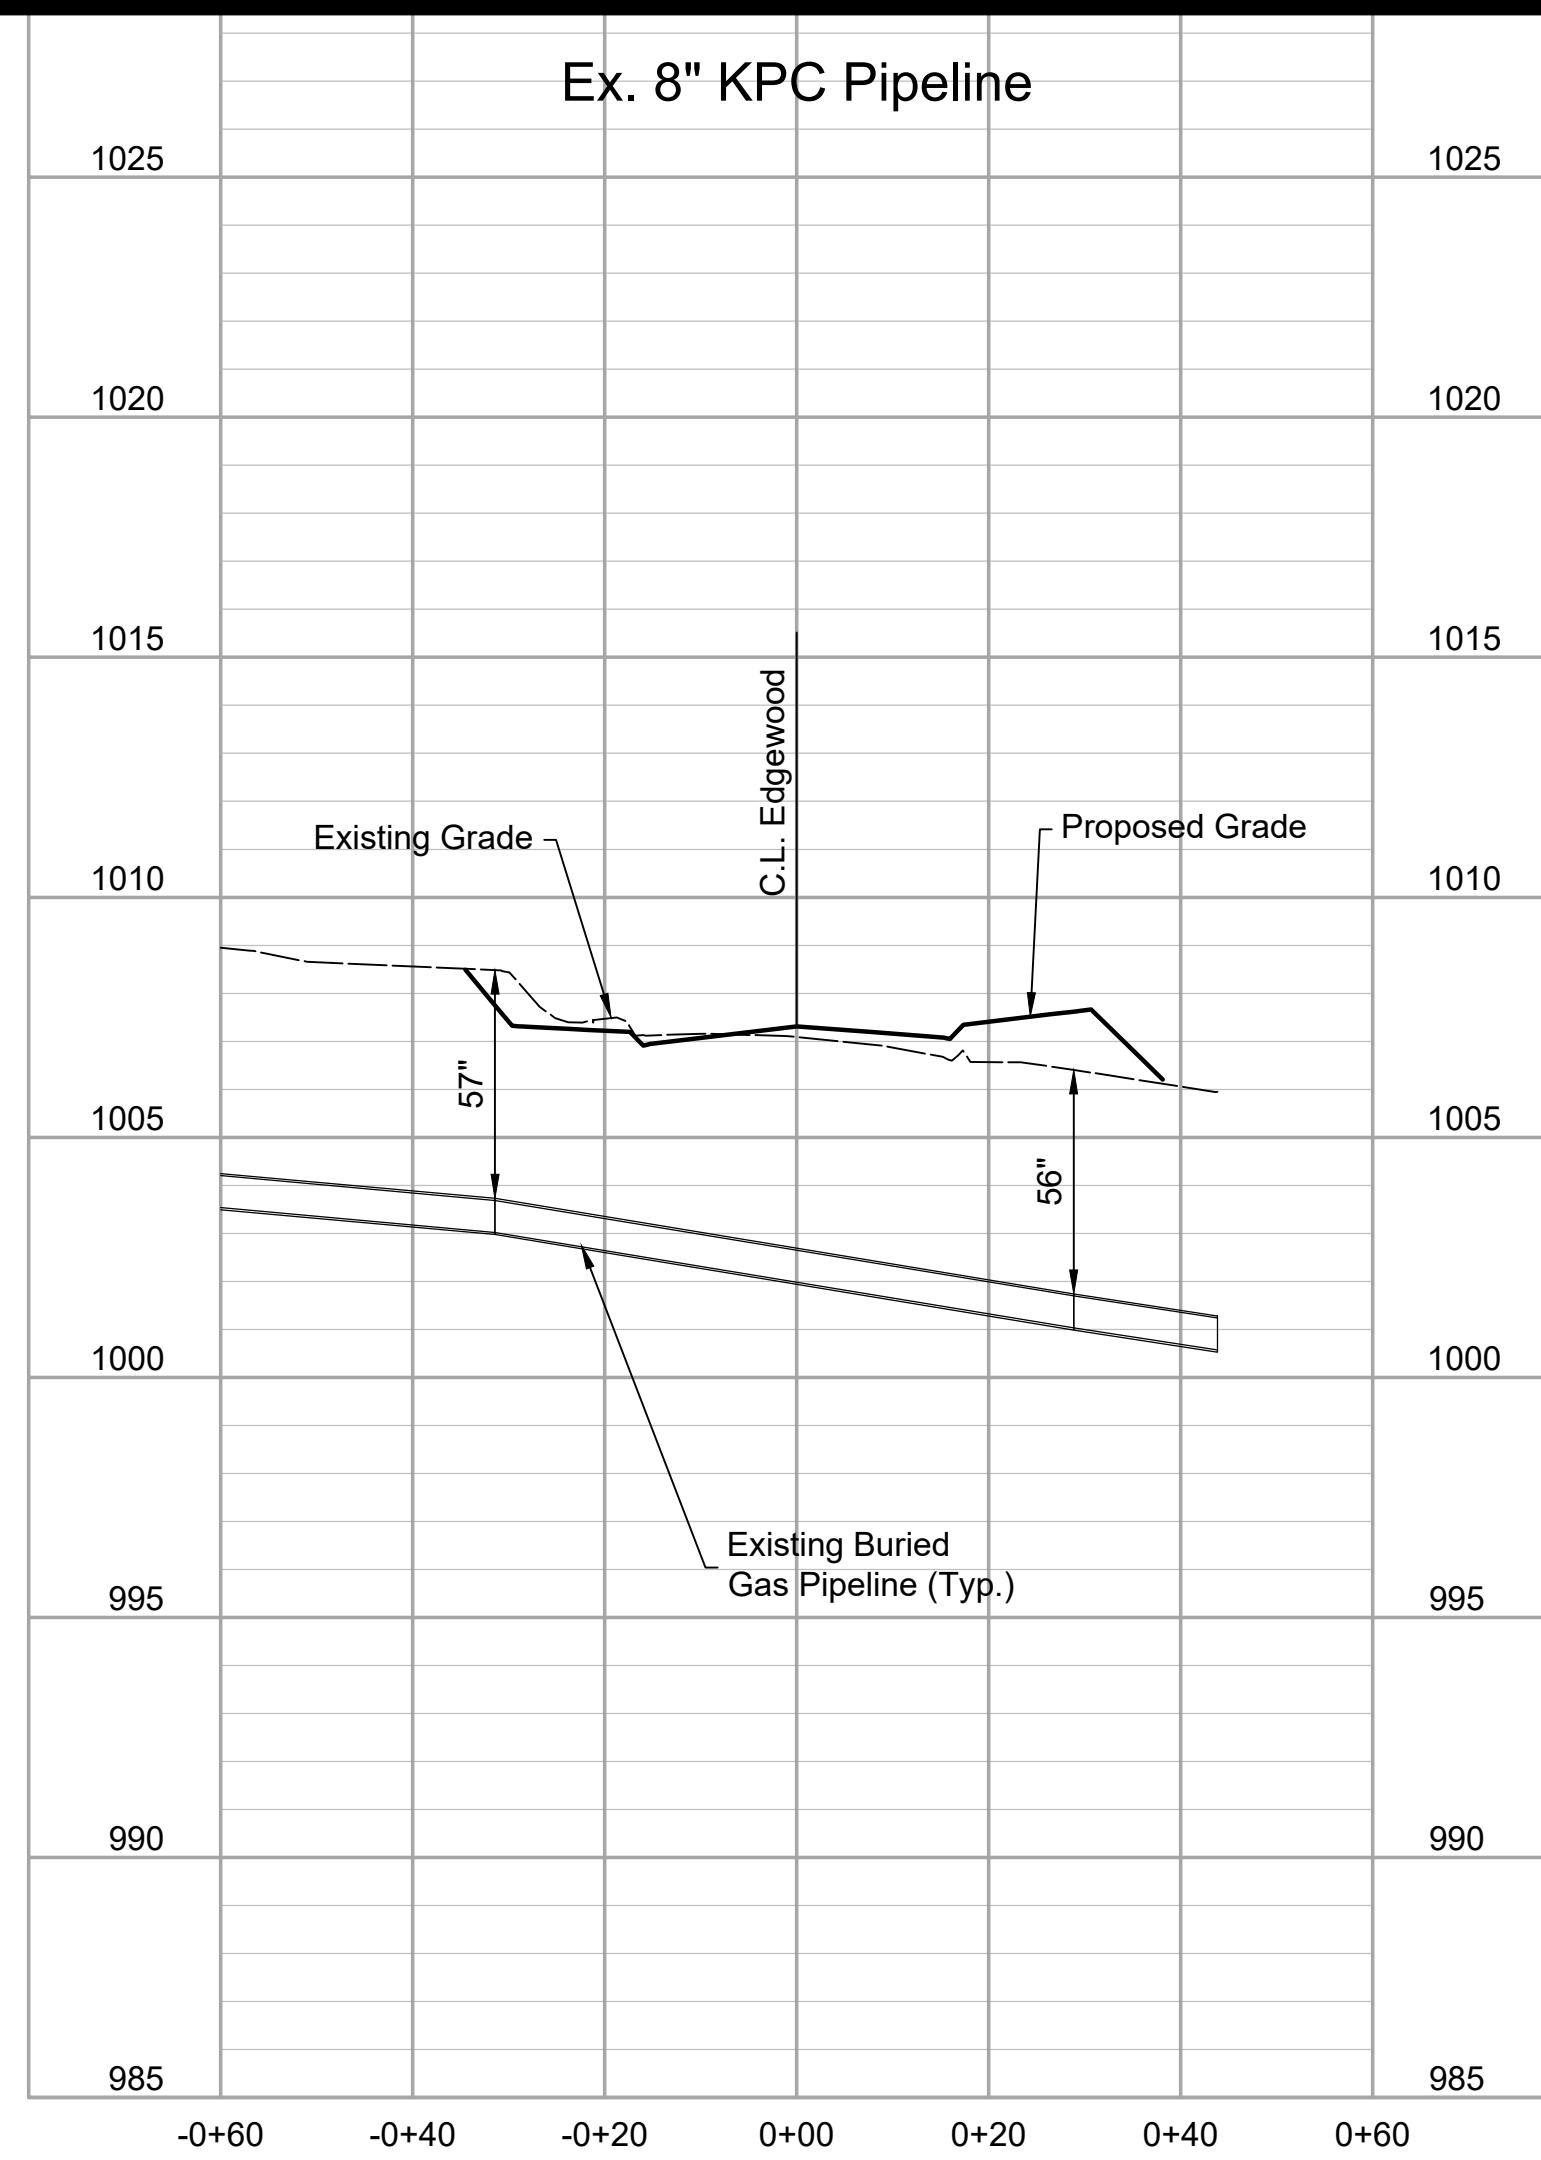 Ex. 8" KPC Pipeline
1025 1025
1020 1020
1015 1015
C.L. Edgewood
Existing Grade Proposed Grade
1010 1010
57"
1005 1005
56"
1000 1000
Existing Buried
Gas Pipeline (Typ.)
995 995
990 990
985 985
-0+60 -0+40 -0+20 0+00 0+20 0+40 0+60